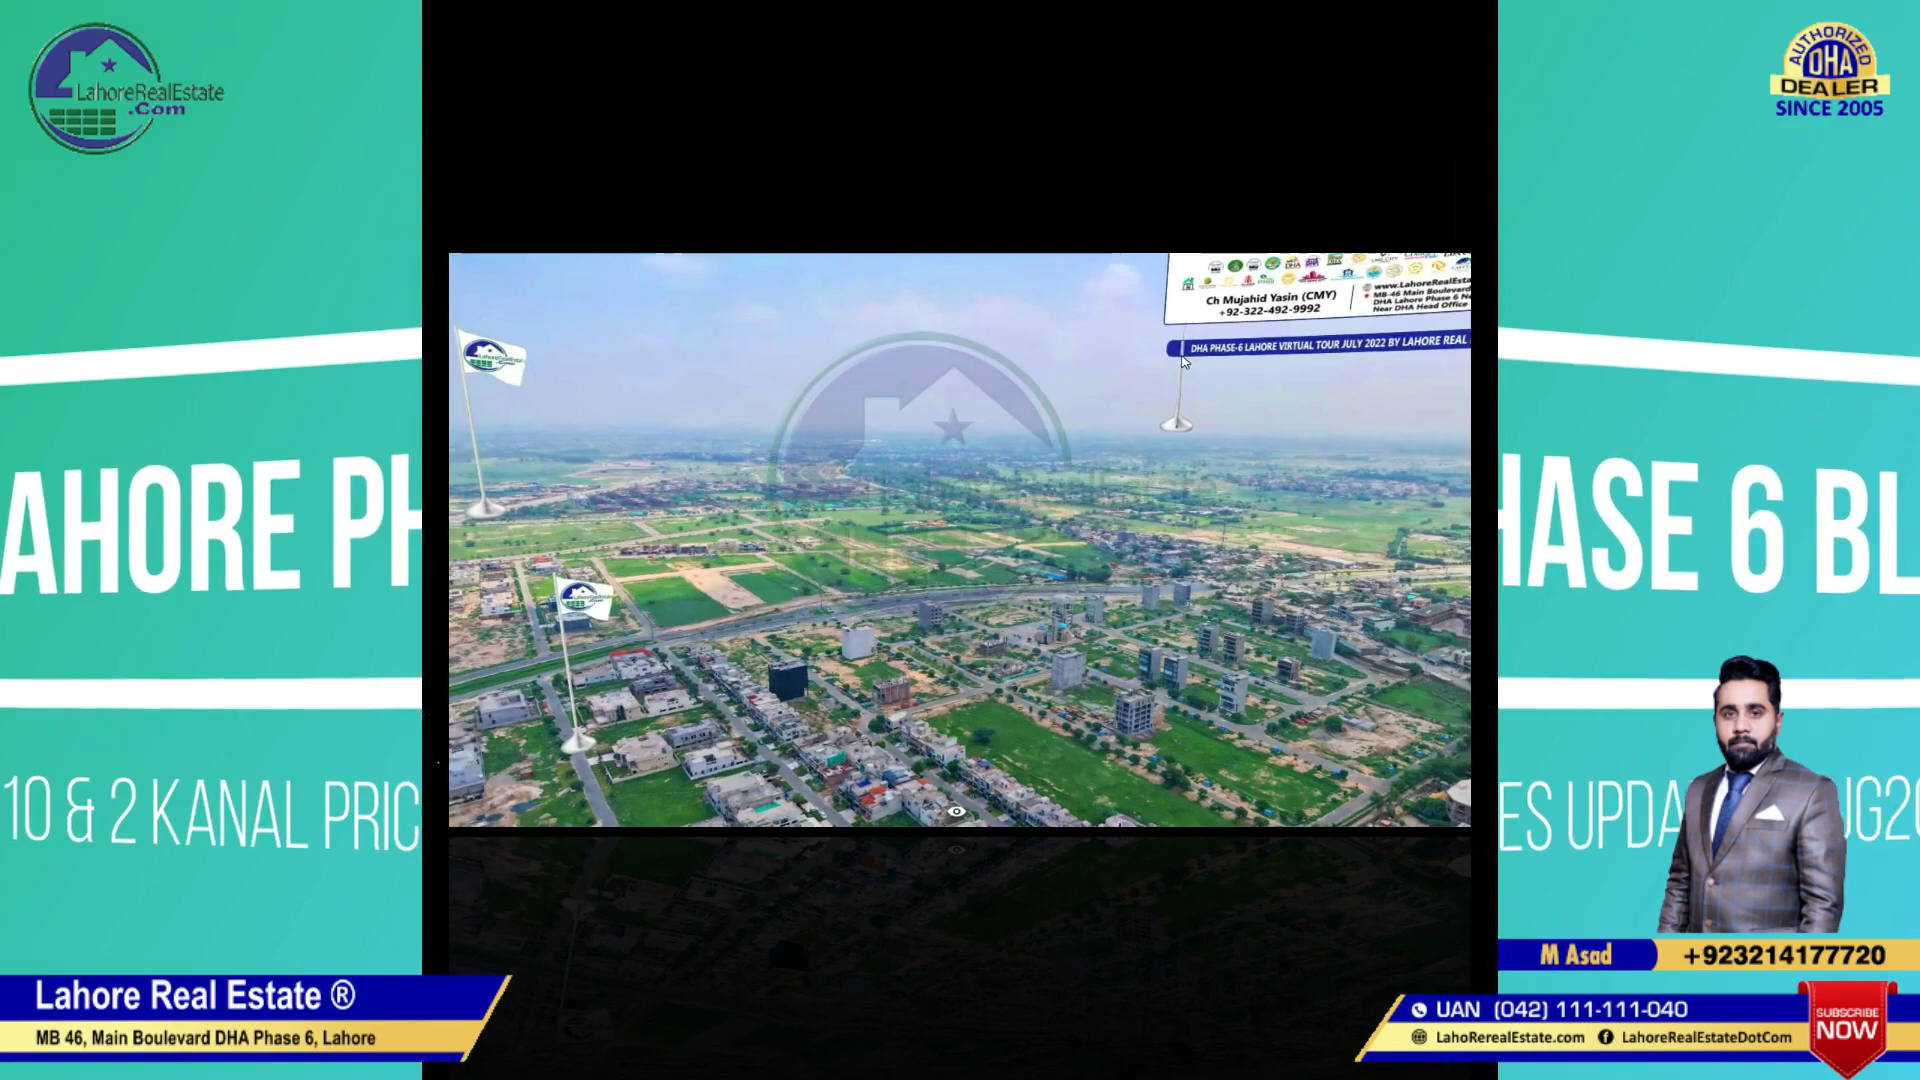 LahoreRealEstate
.Com
AUTHORIZED
DHA
DEALER
SINCE 2005
Ch Mujahid Yasin (CMY)
+92-322-492-9992
www.LahoreRealEsta
MB-46 Main Boulevard
DHA Lahore Phase 6
Near DHA Head Office
DHA PHASE-6 LAHORE VIRTUAL TOUR JULY 2022 BY LAHORE REAL
AHORE PH
HASE 6 BL
10 & 2 KANAL PRIC
ES UPDA
UG20
M Asad
+923214177720
Lahore Real Estate ®
MB 46, Main Boulevard DHA Phase 6, Lahore
UAN (042) 111-111-040
LahoRerealEstate.com
LahoreRealEstateDotCom
SUBSCRIBE
NOW